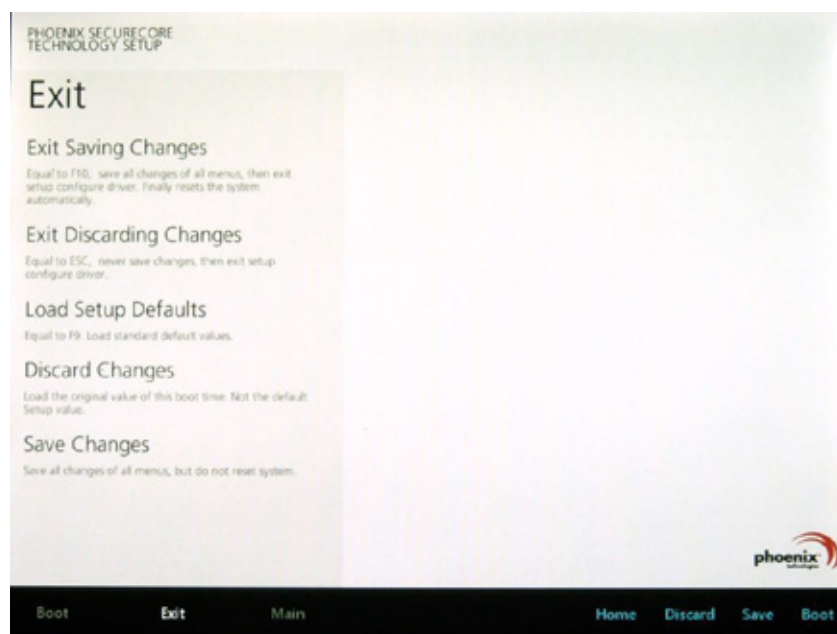 PHOENIX SECURECORE
TECHNOLOGY SETUP
Exit
Exit Saving Changes
Equal to F10, save all changes of all menus, then exit
setup configure driver. Finally resets the system
automatically.
Exit Discarding Changes
Equal to ESC, never save changes, then exit setup
configure driver.
Load Setup Defaults
Equal to F9. Load standard default values.
Discard Changes
Load the original value of this boot time. Not the default
Setup value.
Save Changes
Save all changes of all menus, but do not reset system.
phoenix
technologies
Boot Exit Main Home Discard Save Boot